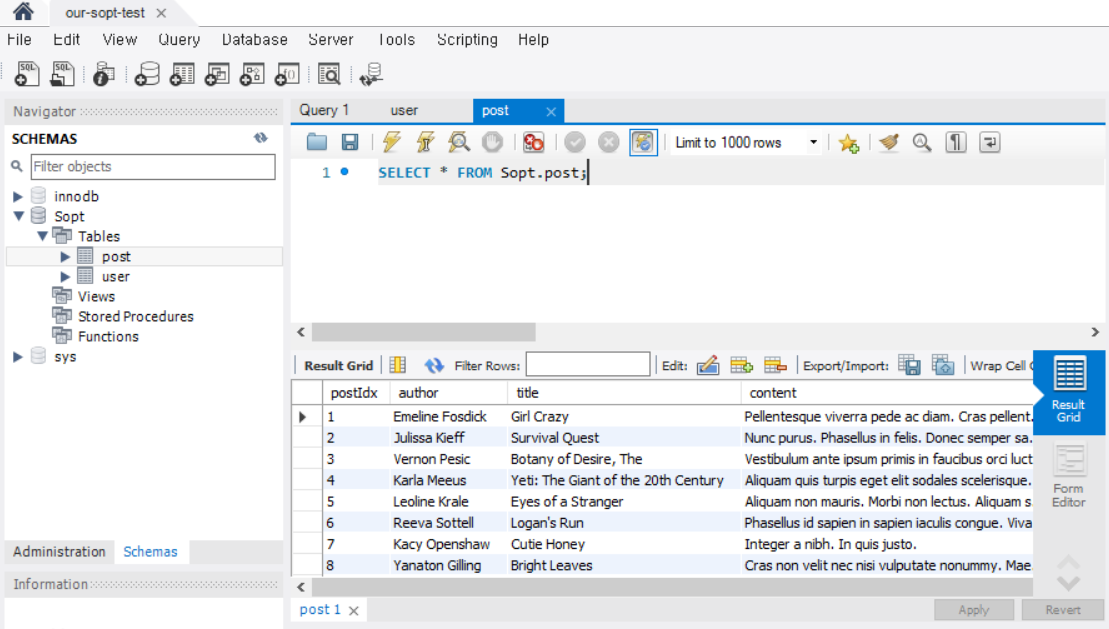 our-sopt-test
File Edit View Query Database Server Tools Scripting Help
Navigator
SCHEMAS
Filter objects
innodb
Sopt
Tables
post
user
Views
Stored Procedures
Functions
sys
Administration Schemas
Information
Query 1 user post
Limit to 1000 rows
1 SELECT * FROM Sopt.post;
Result Grid Filter Rows: Edit: Export/Import: Wrap Cell
postIdx author title content
1 Emeline Fosdick Girl Crazy Pellentesque viverra pede ac diam. Cras pellent.
2 Julissa Kieff Survival Quest Nunc purus. Phasellus in felis. Donec semper sa.
3 Vernon Pesic Botany of Desire, The Vestibulum ante ipsum primis in faucibus orci luct
4 Karla Meeus Yeti: The Giant of the 20th Century Aliquam quis turpis eget elit sodales scelerisque.
5 Leoline Krale Eyes of a Stranger Aliquam non mauris. Morbi non lectus. Aliquam s
6 Reeva Sottell Logan's Run Phasellus id sapien in sapien iaculis congue. Viva
7 Kacy Openshaw Cutie Honey Integer a nibh. In quis justo.
8 Yanaton Gilling Bright Leaves Cras non velit nec nisi vulputate nonummy. Mae
Result
Grid
Form
Editor
post 1
Apply Revert